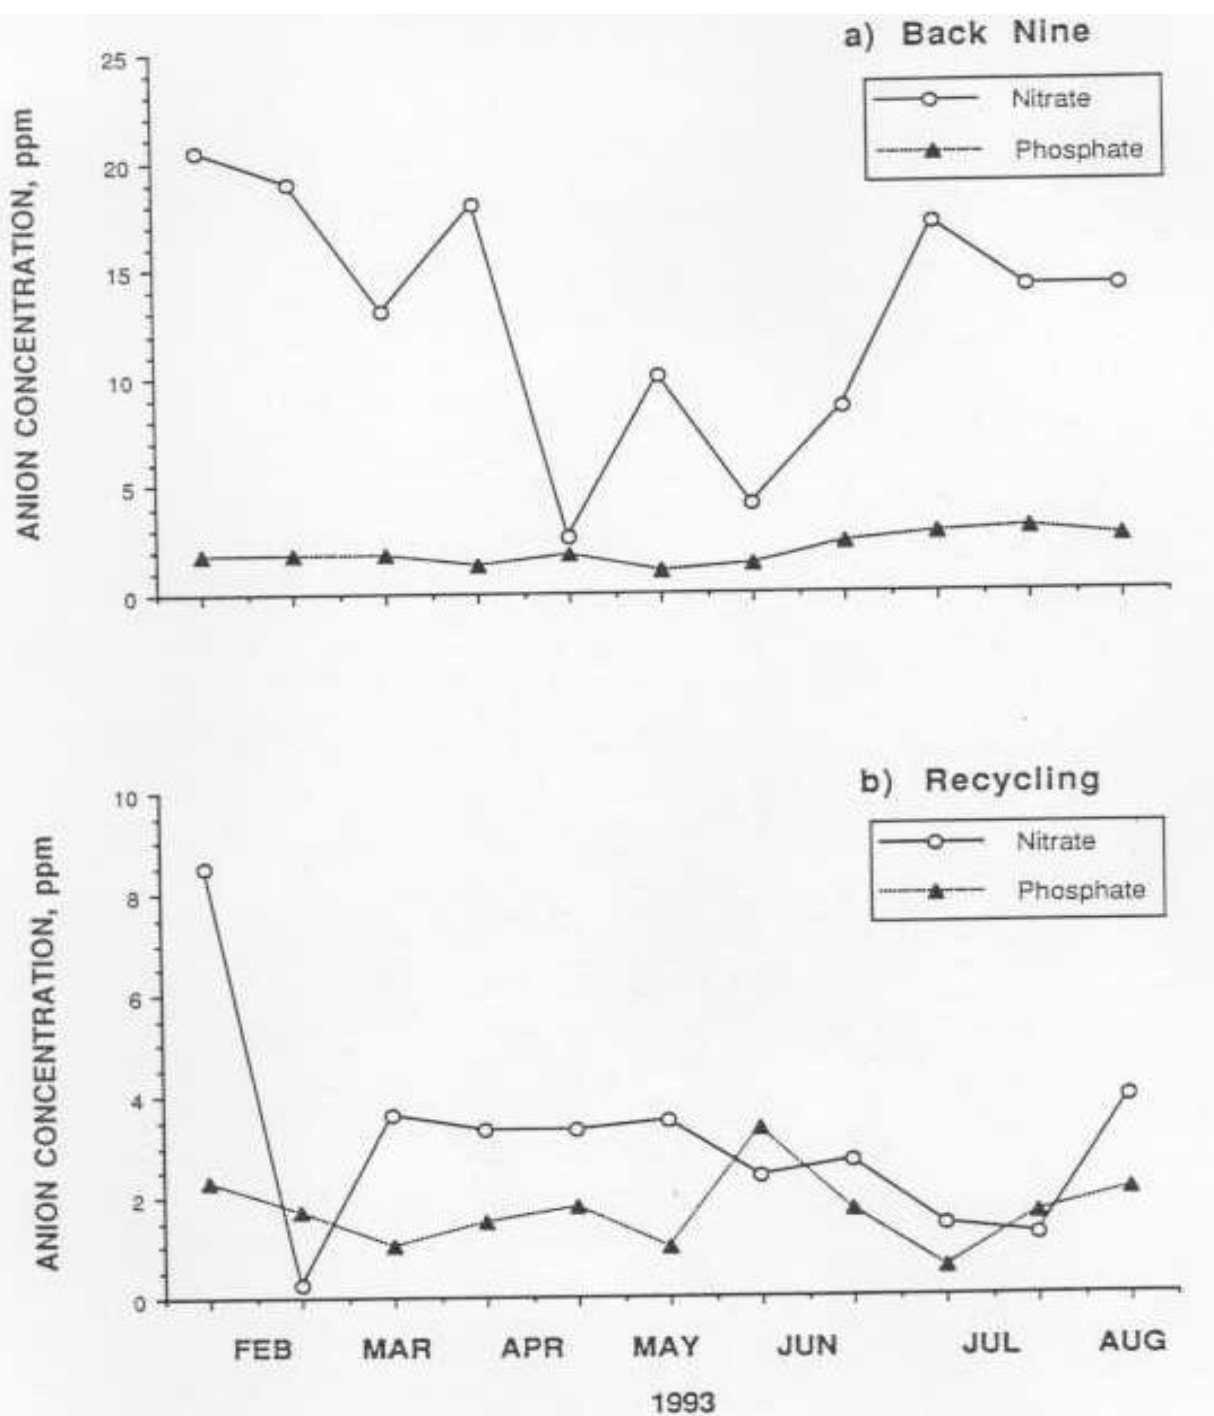 a) Back Nine
Nitrate
Phosphate
ANION CONCENTRATION, ppm
25
20
15
10
5
0
b) Recycling
Nitrate
Phosphate
ANION CONCENTRATION, ppm
10
8
6
4
2
0
FEB MAR APR MAY JUN JUL AUG
1993